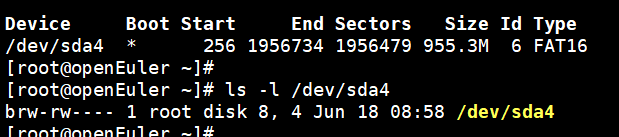 Device     Boot Start     End Sectors   Size Id Type
/dev/sda4  *      256 1956734 1956479 955.3M  6 FAT16
[root@openEuler ~]#
[root@openEuler ~]# ls -l /dev/sda4
brw-rw---- 1 root disk 8, 4 Jun 18 08:58 /dev/sda4
[root@openEuler ~]#